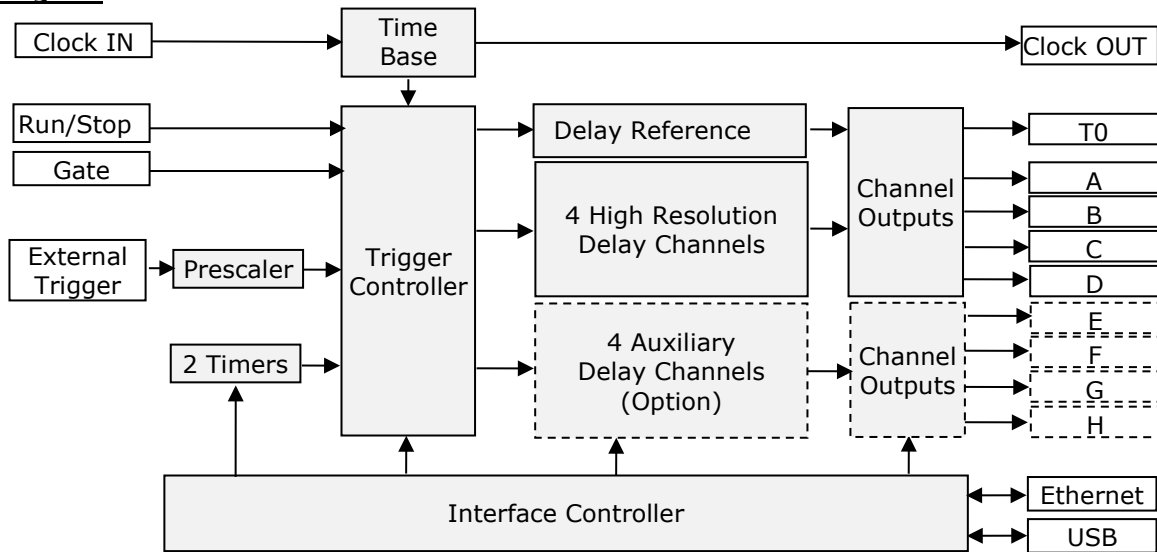 Clock IN
Time
Base
Clock OUT
Run/Stop
Gate
External
Trigger
Prescaler
2 Timers
Trigger
Controller
Delay Reference
4 High Resolution
Delay Channels
4 Auxiliary
Delay Channels
(Option)
Channel
Outputs
Channel
Outputs
T0
A
B
C
D
E
F
G
H
Interface Controller
Ethernet
USB